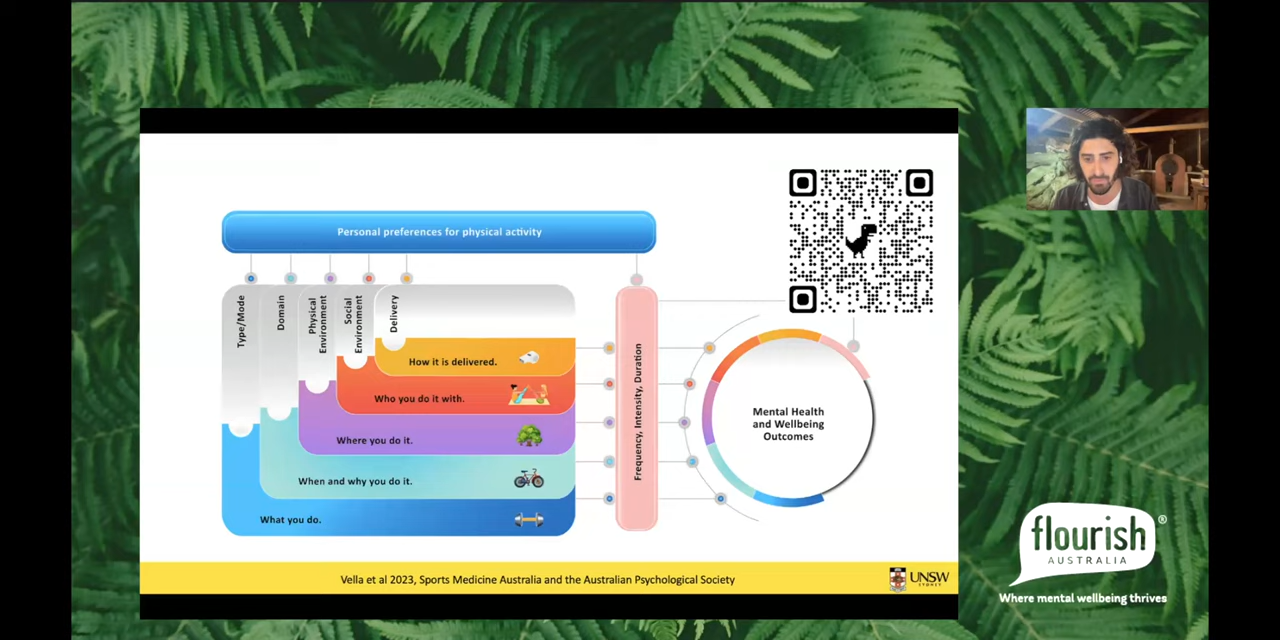 Personal preferences for physical activity
Type/Mode
Domain
Physical
Environment
Social
Environment
Delivery
How it is delivered.
Who you do it with.
Where you do it.
When and why you do it.
What you do.
Frequency, Intensity, Duration
Mental Health
and Wellbeing
Outcomes
Vella et al 2023, Sports Medicine Australia and the Australian Psychological Society
UNSW
SYDNEY
flourish®
AUSTRALIA
Where mental wellbeing thrives